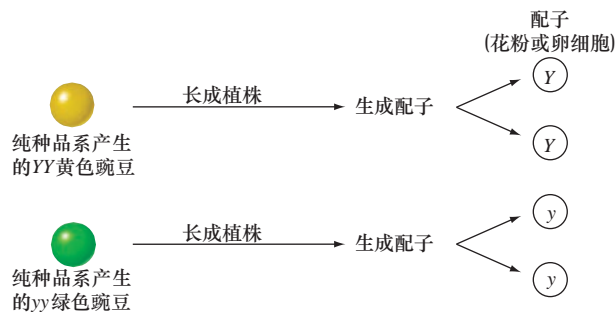 配子
(花粉或卵细胞)
长成植株
生成配子
Y
Y
纯种品系产生
的YY黄色豌豆
长成植株
生成配子
y
y
纯种品系产生
的yy绿色豌豆